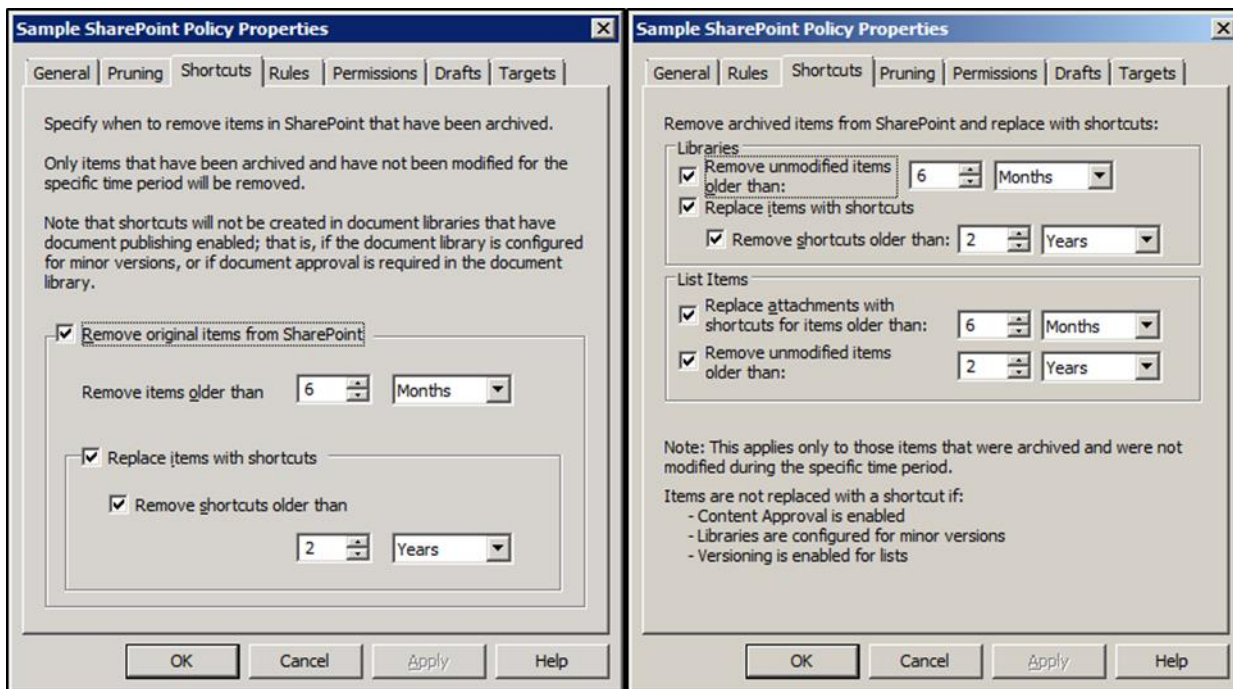 Sample SharePoint Policy Properties
General Pruning Shortcuts Rules Permissions Drafts Targets
Specify when to remove items in SharePoint that have been archived.
Only items that have been archived and have not been modified for the
specific time period will be removed.
Note that shortcuts will not be created in document libraries that have
document publishing enabled; that is, if the document library is configured
for minor versions, or if document approval is required in the document
library.
Remove original items from SharePoint
Remove items older than 6 Months
Replace items with shortcuts
Remove shortcuts older than
2 Years
OK Cancel Apply Help
Sample SharePoint Policy Properties
General Rules Shortcuts Pruning Permissions Drafts Targets
Remove archived items from SharePoint and replace with shortcuts:
Libraries
Remove unmodified items
older than: 6 Months
Replace items with shortcuts
Remove shortcuts older than: 2 Years
List Items
Replace attachments with
shortcuts for items older than: 6 Months
Remove unmodified items
older than: 2 Years
Note: This applies only to those items that were archived and were not
modified during the specific time period.
Items are not replaced with a shortcut if:
- Content Approval is enabled
- Libraries are configured for minor versions
- Versioning is enabled for lists
OK Cancel Apply Help